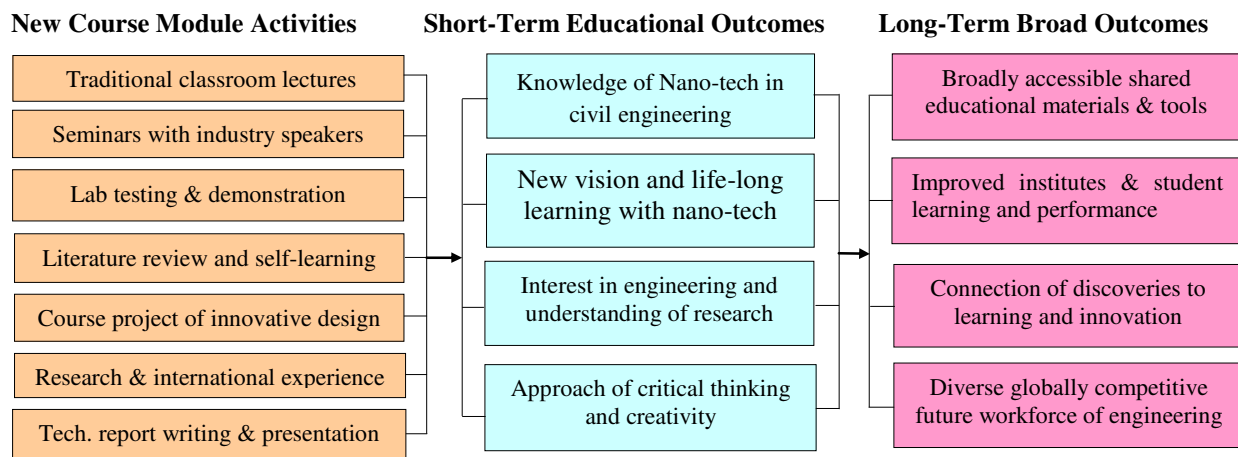 New Course Module Activities
Traditional classroom lectures
Seminars with industry speakers
Lab testing & demonstration
Literature review and self-learning
Course project of innovative design
Research & international experience
Tech. report writing & presentation
Short-Term Educational Outcomes
Knowledge of Nano-tech in
civil engineering
New vision and life-long
learning with nano-tech
Interest in engineering and
understanding of research
Approach of critical thinking
and creativity
Long-Term Broad Outcomes
Broadly accessible shared
educational materials & tools
Improved institutes & student
learning and performance
Connection of discoveries to
learning and innovation
Diverse globally competitive
future workforce of engineering